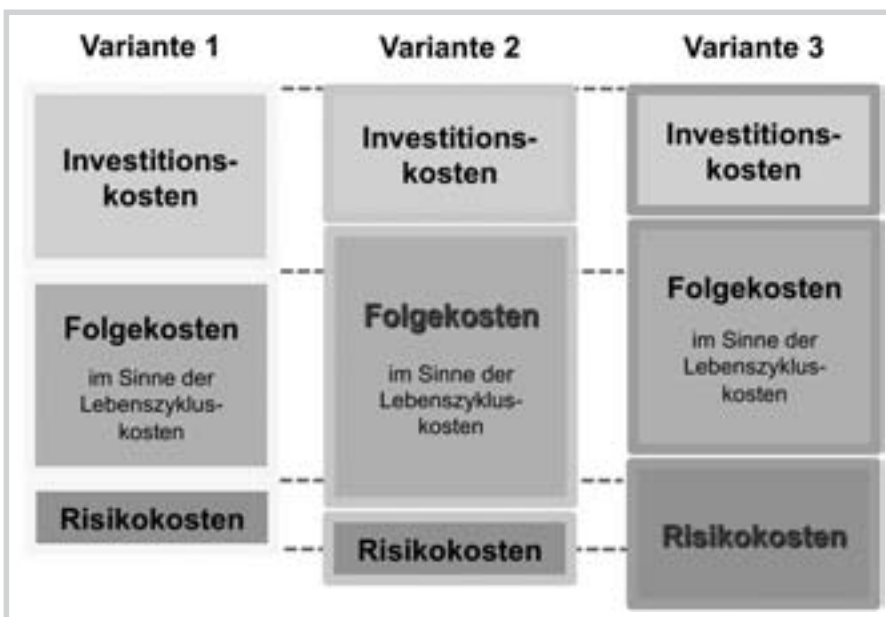 Variante 1
Variante 2
Variante 3
Investitions-
kosten
Folgekosten
im Sinne der
Lebenszyklus-
kosten
Risikokosten
Investitions-
kosten
Folgekosten
im Sinne der
Lebenszyklus-
kosten
Risikokosten
Investitions-
kosten
Folgekosten
im Sinne der
Lebenszyklus-
kosten
Risikokosten